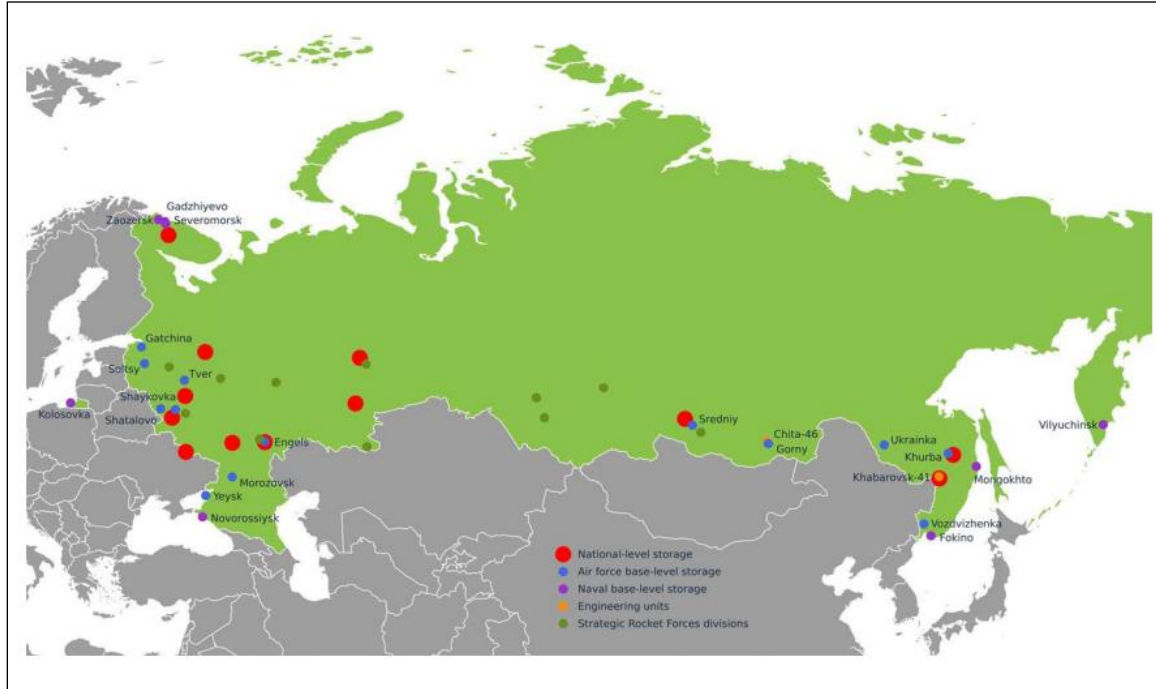 Gadzhiyevo
Zaozersk
Severomorsk
Gatchina
Soltsy
Tver
Shaykovka
Kolosovka
Shatalovo
Engels
Morozovsk
Yeysk
Novorossiysk
Sredniy
Chita-46
Gorny
Ukrainka
Khurba
Vilyuchinsk
Khabarovsk-41
Mongokhto
Vozdvizhenka
Fokino
National-level storage
Air force base-level storage
Naval base-level storage
Engineering units
Strategic Rocket Forces divisions